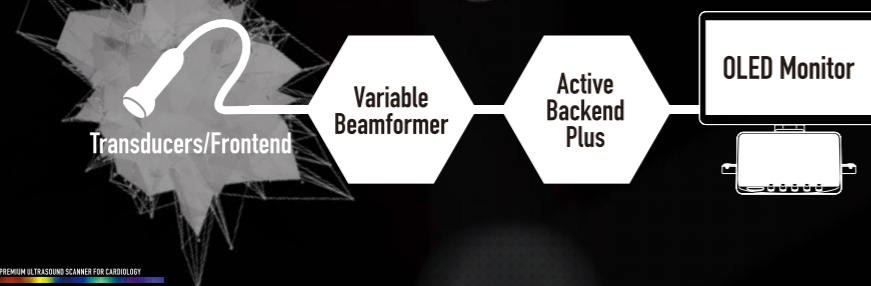 Transducers/Frontend
Variable
Beamformer
Active
Backend
Plus
OLED Monitor
PREMIUM ULTRASOUND SCANNER FOR CARDIOLOGY